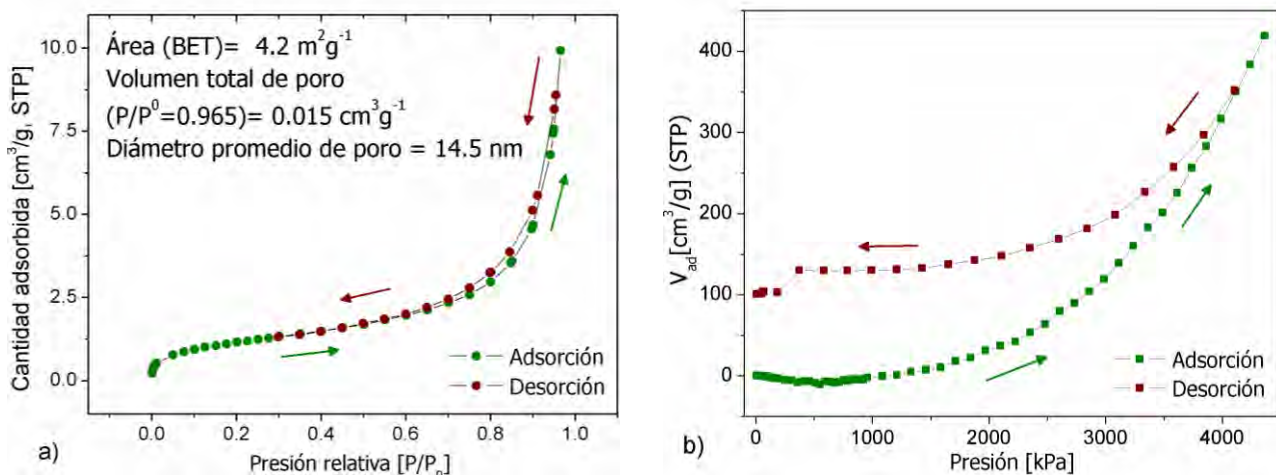 Cantidad adsorbida [cm³/g, STP]
10.0
7.5
5.0
2.5
0.0
Área (BET)= 4.2 m²g⁻¹
Volumen total de poro
(P/P⁰=0.965)= 0.015 cm³g⁻¹
Diámetro promedio de poro = 14.5 nm
Adsorción
Desorción
0.0 0.2 0.4 0.6 0.8 1.0
a)
Presión relativa [P/Pₒ]
V_ad[cm³/g] (STP)
400
300
200
100
0
Adsorción
Desorción
0 1000 2000 3000 4000
b)
Presión [kPa]